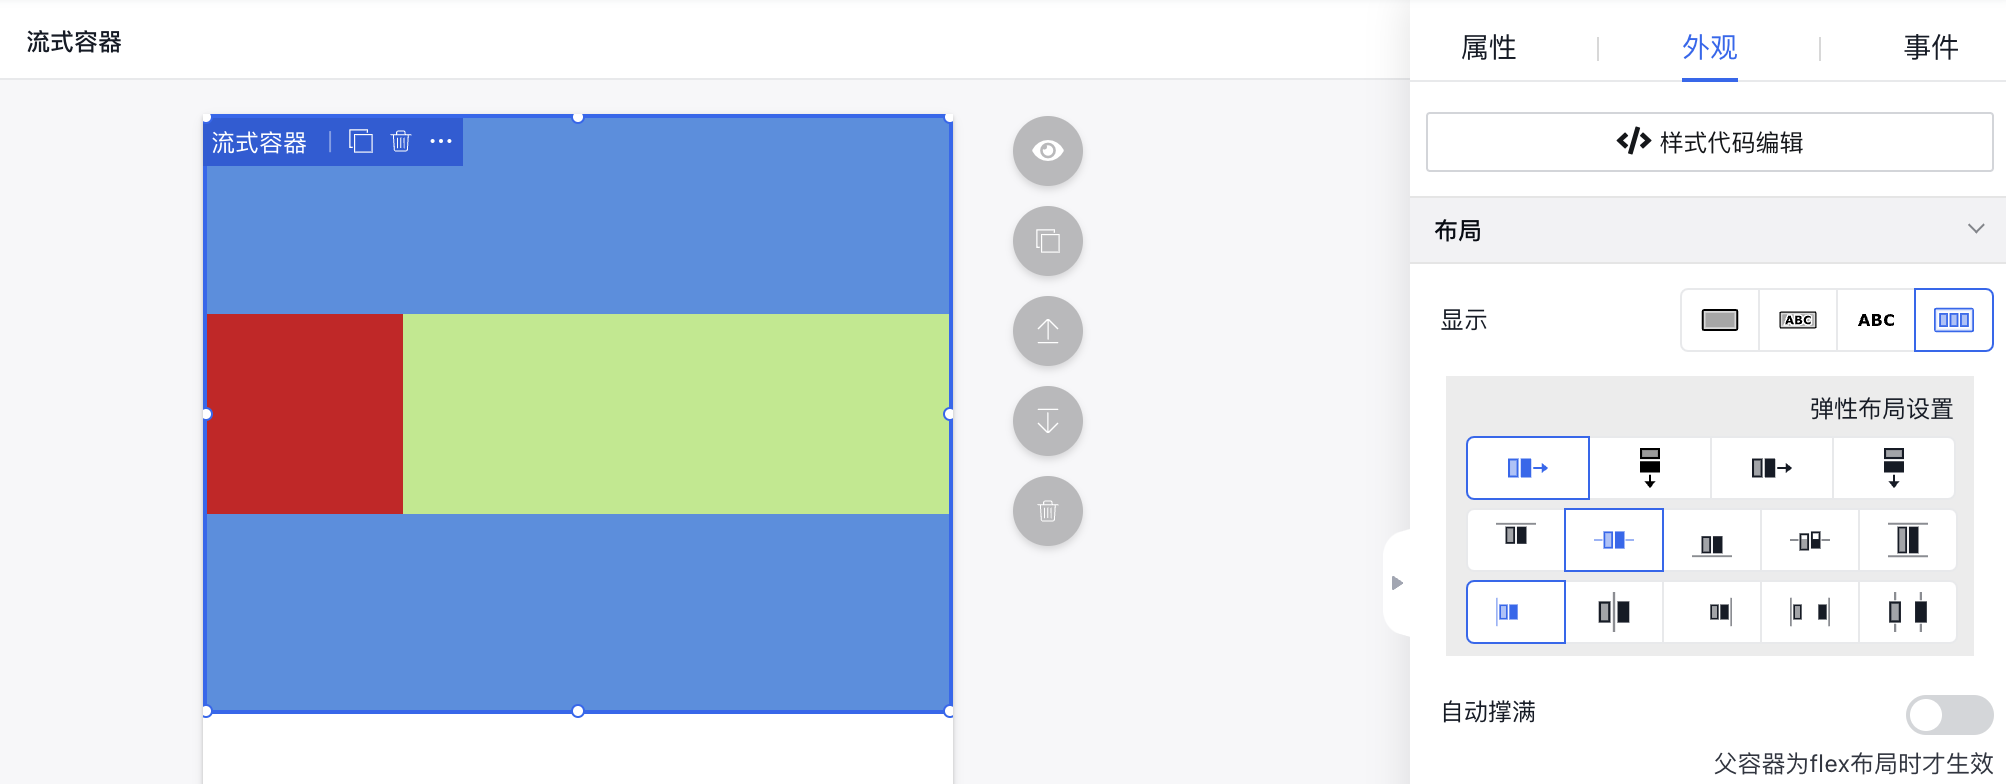 流式容器
流式容器
属性
外观
事件
样式代码编辑
布局
显示
ABC
ABC
弹性布局设置
自动撑满
父容器为flex布局时才生效